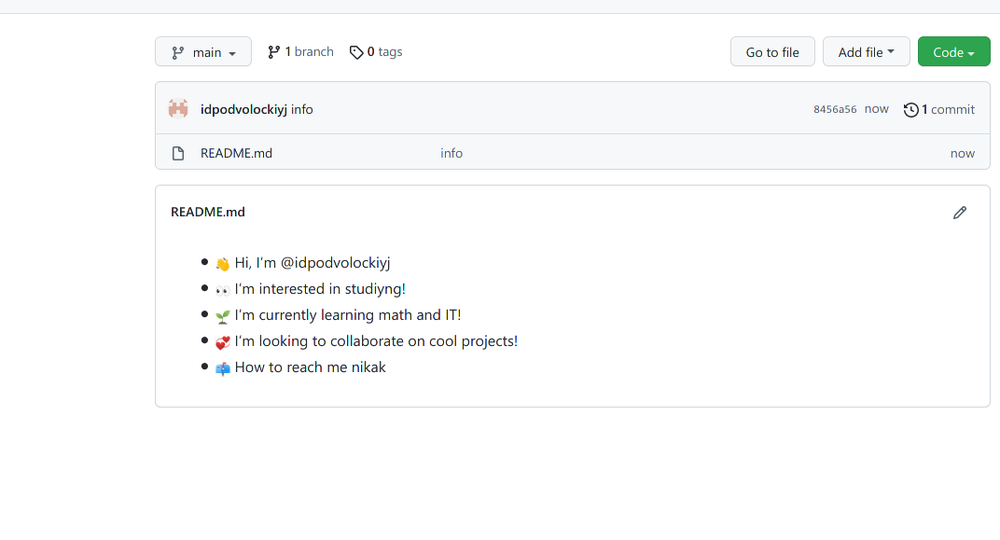 main 1 branch 0 tags Go to file Add file Code
idpodvolockiyj info 8456a56 now 1 commit
README.md info now
README.md
👋 Hi, I'm @idpodvolockiyj
👀 I'm interested in studiyng!
🌱 I'm currently learning math and IT!
💞️ I'm looking to collaborate on cool projects!
📫 How to reach me nikak